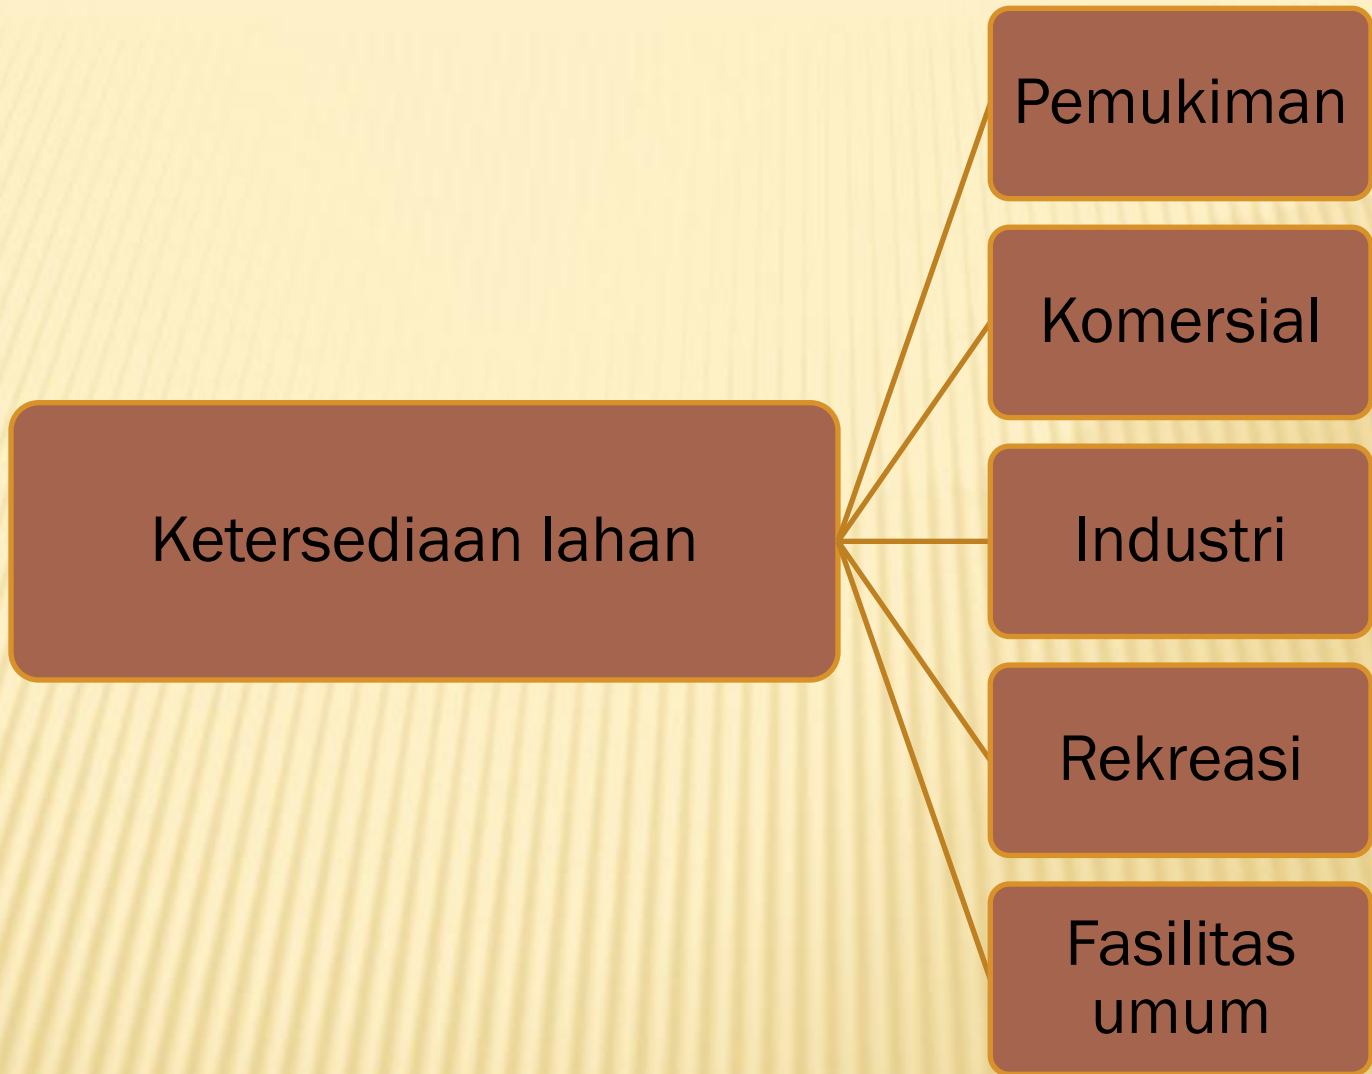 Pemukiman
Komersial
Ketersediaan lahan
Industri
Rekreasi
Fasilitas
umum